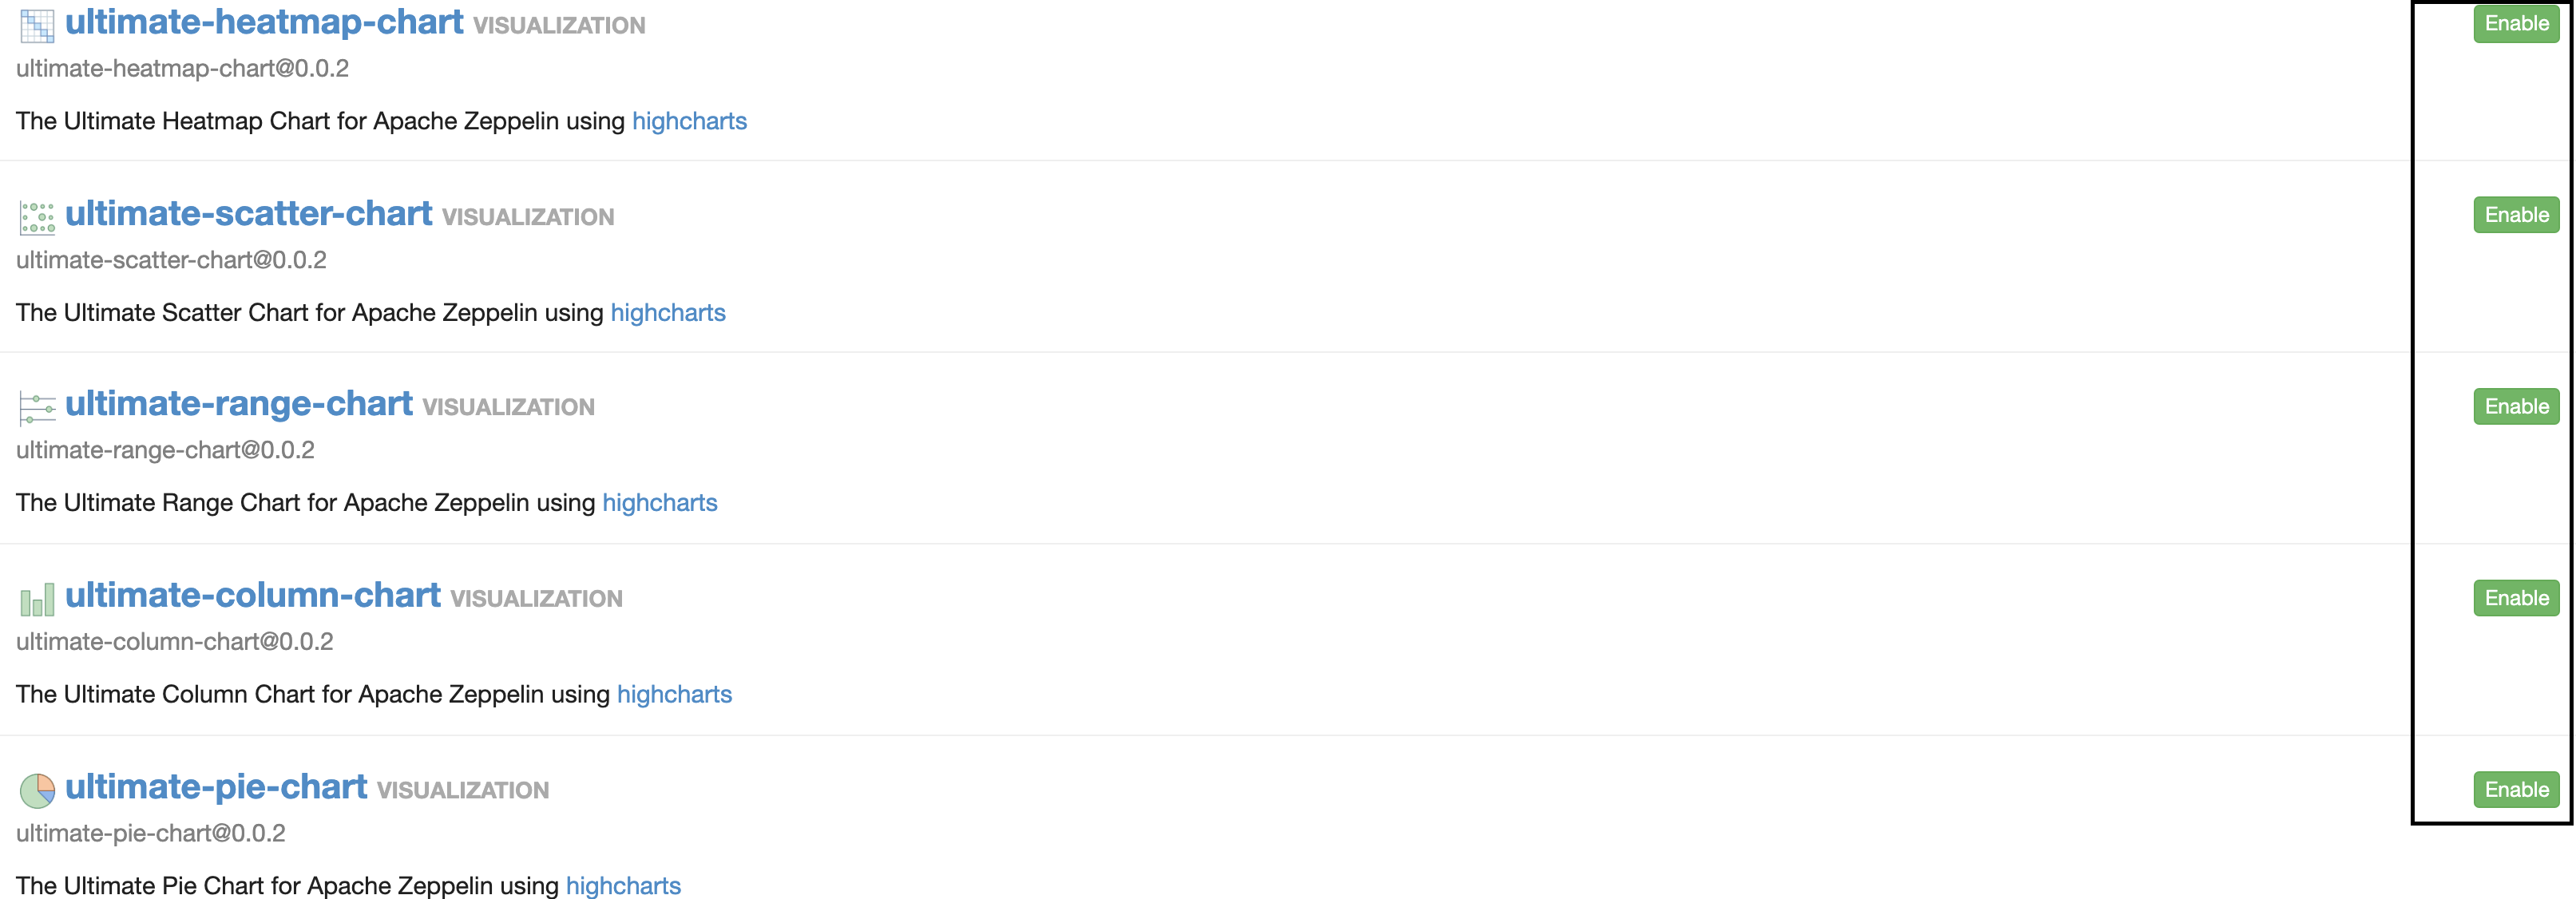 ultimate-heatmap-chart VISUALIZATION Enable
ultimate-heatmap-chart@0.0.2
The Ultimate Heatmap Chart for Apache Zeppelin using highcharts
ultimate-scatter-chart VISUALIZATION Enable
ultimate-scatter-chart@0.0.2
The Ultimate Scatter Chart for Apache Zeppelin using highcharts
ultimate-range-chart VISUALIZATION Enable
ultimate-range-chart@0.0.2
The Ultimate Range Chart for Apache Zeppelin using highcharts
ultimate-column-chart VISUALIZATION Enable
ultimate-column-chart@0.0.2
The Ultimate Column Chart for Apache Zeppelin using highcharts
ultimate-pie-chart VISUALIZATION Enable
ultimate-pie-chart@0.0.2
The Ultimate Pie Chart for Apache Zeppelin using highcharts